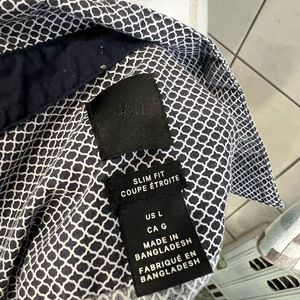 H&M
SLIM FIT
COUPE ÉTROITE
US L
CA G
MADE IN
BANGLADESH
FABRIQUÉ EN
BANGLADESH